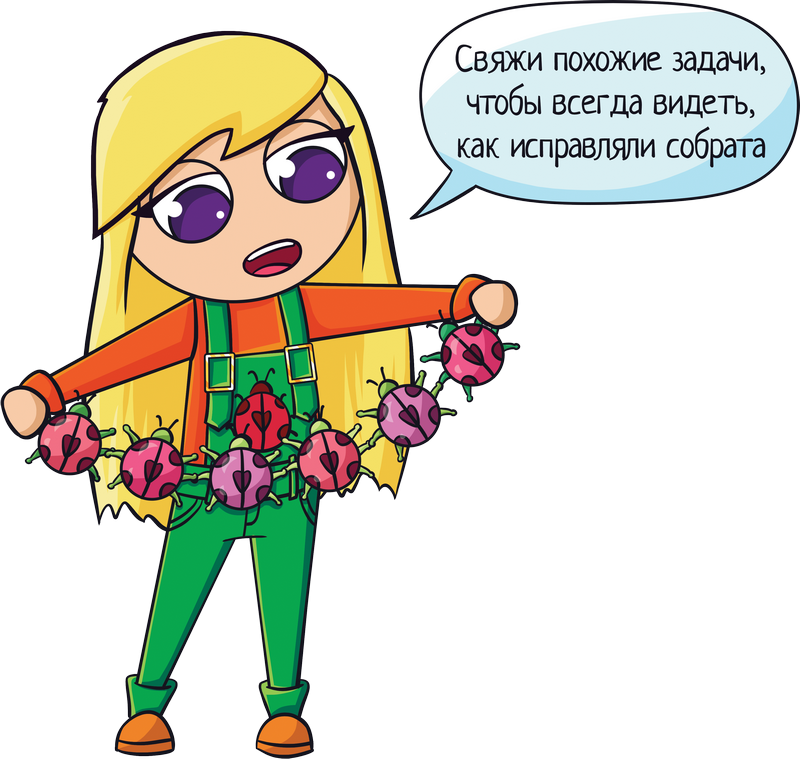 Свяжи похожие задачи,
чтобы всегда видеть,
как исправляли собрата